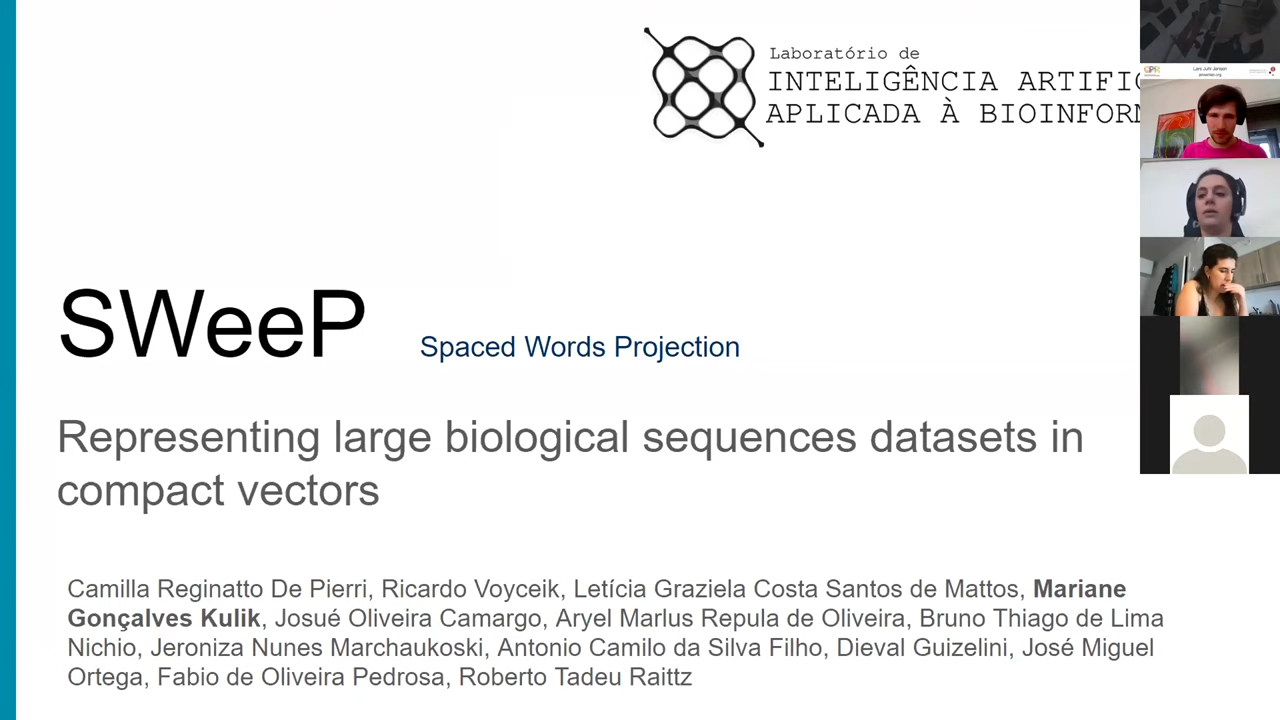 Laboratório de
INTELIGÊNCIA ARTIFIC
APLICADA À BIOINFORM
Lars Juhl Jensen
SWeeP Spaced Words Projection
Representing large biological sequences datasets in
compact vectors
Camilla Reginatto De Pierri, Ricardo Voyceik, Letícia Graziela Costa Santos de Mattos, Mariane
Gonçalves Kulik, Josué Oliveira Camargo, Aryel Marlus Repula de Oliveira, Bruno Thiago de Lima
Nichio, Jeroniza Nunes Marchaukoski, Antonio Camilo da Silva Filho, Dieval Guizelini, José Miguel
Ortega, Fabio de Oliveira Pedrosa, Roberto Tadeu Raittz